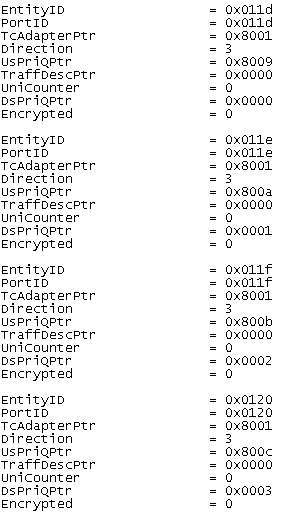 EntityID = 0x011d
PortID = 0x011d
TcAdapterPtr = 0x8001
Direction = 3
UsPriQPtr = 0x8009
TraffDescPtr = 0x0000
UniCounter = 0
DsPriQPtr = 0x0000
Encrypted = 0
EntityID = 0x011e
PortID = 0x011e
TcAdapterPtr = 0x8001
Direction = 3
UsPriQPtr = 0x800a
TraffDescPtr = 0x0000
UniCounter = 0
DsPriQPtr = 0x0001
Encrypted = 0
EntityID = 0x011f
PortID = 0x011f
TcAdapterPtr = 0x8001
Direction = 3
UsPriQPtr = 0x800b
TraffDescPtr = 0x0000
UniCounter = 0
DsPriQPtr = 0x0002
Encrypted = 0
EntityID = 0x0120
PortID = 0x0120
TcAdapterPtr = 0x8001
Direction = 3
UsPriQPtr = 0x800c
TraffDescPtr = 0x0000
UniCounter = 0
DsPriQPtr = 0x0003
Encrypted = 0